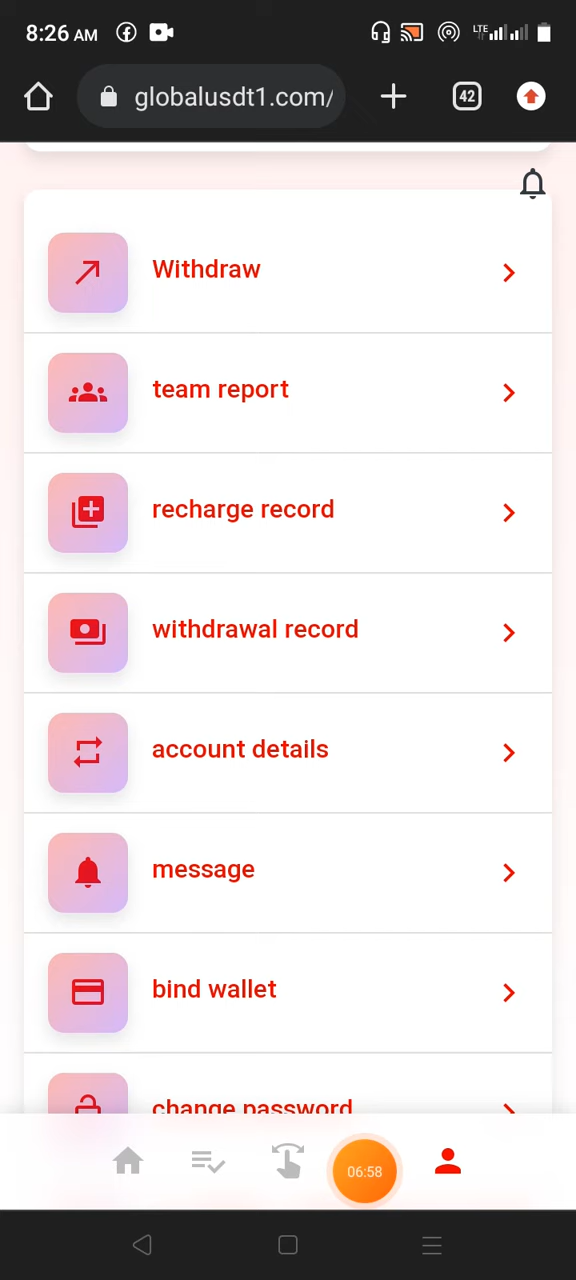 8:26 AM
LTE
globalusdt1.com/
42
Withdraw
team report
recharge record
withdrawal record
account details
message
bind wallet
change password
06:58